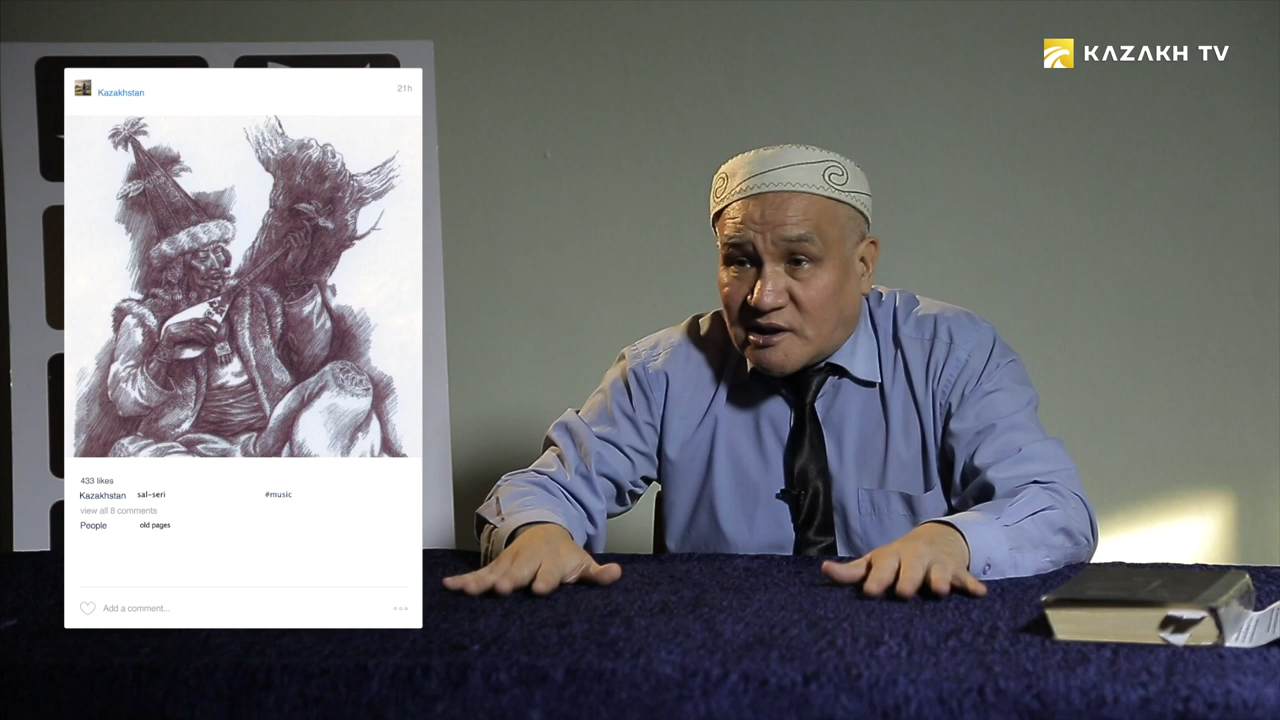 KAZAKH TV
Kazakhstan 21h
433 likes
Kazakhstan sal-seri #music
view all 8 comments
People old pages
Add a comment...